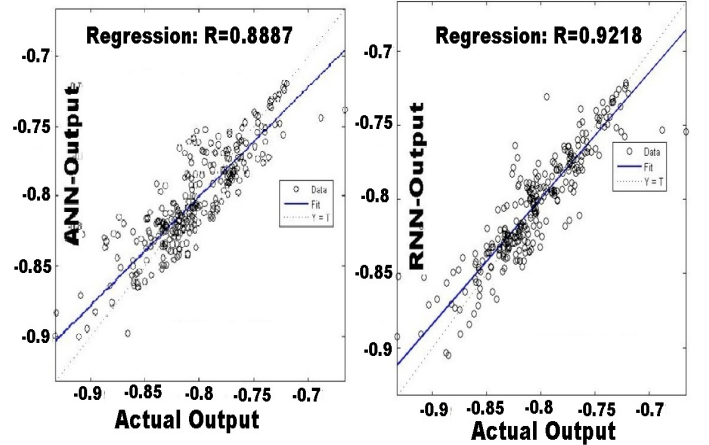 Regression: R=0.8887
ANN-Output
-0.7
-0.75
-0.8
-0.85
-0.9
Data
Fit
Y = T
-0.9
-0.85
-0.8
-0.75
-0.7
Actual Output
Regression: R=0.9218
RNN-Output
-0.7
-0.75
-0.8
-0.85
-0.9
Data
Fit
Y = T
-0.9
-0.85
-0.8
-0.75
-0.7
Actual Output